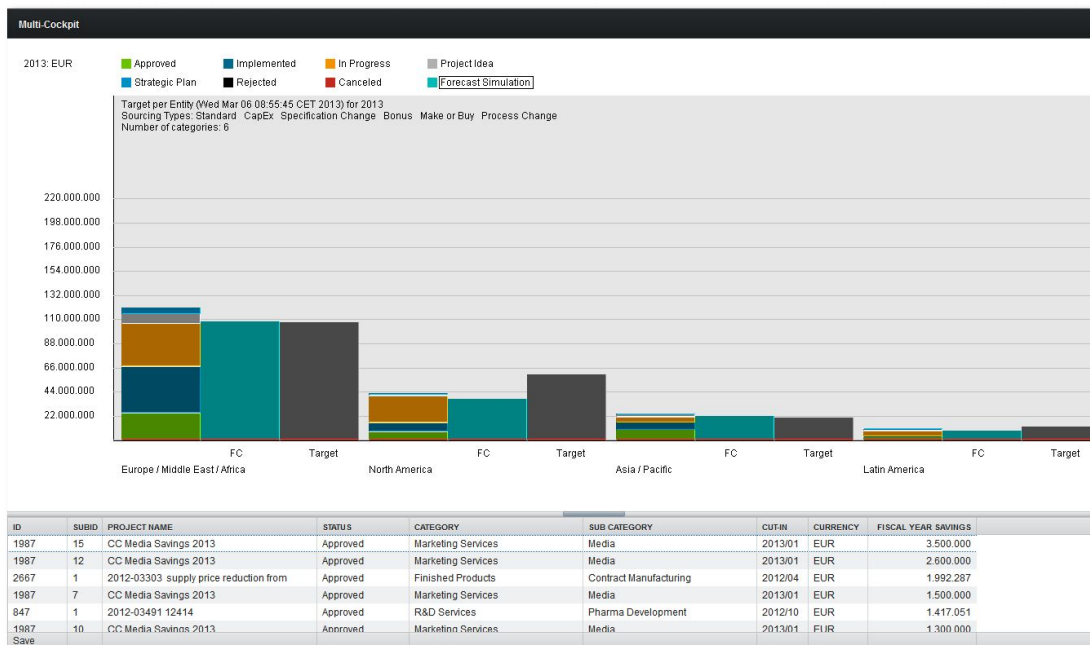 Multi-Cockpit
2013: EUR
Approved Implemented In Progress Project Idea
Strategic Plan Rejected Canceled Forecast Simulation
Target per Entity (Wed Mar 06 08:55:45 CET 2013) for 2013
Sourcing Types: Standard CapEx Specification Change Bonus Make or Buy Process Change
Number of categories: 6
220.000.000
198.000.000
176.000.000
154.000.000
132.000.000
110.000.000
88.000.000
66.000.000
44.000.000
22.000.000
FC Target FC Target FC Target FC Target
Europe / Middle East / Africa North America Asia / Pacific Latin America
ID SUBID PROJECT NAME STATUS CATEGORY SUB CATEGORY CUT-IN CURRENCY FISCAL YEAR SAVINGS
1987 15 CC Media Savings 2013 Approved Marketing Services Media 2013/01 EUR 3.500.000
1987 12 CC Media Savings 2013 Approved Marketing Services Media 2013/01 EUR 2.600.000
2667 1 2012-03303 supply price reduction from Approved Finished Products Contract Manufacturing 2012/04 EUR 1.992.287
1987 7 CC Media Savings 2013 Approved Marketing Services Media 2013/01 EUR 1.500.000
847 1 2012-03491 12414 Approved R&D Services Pharma Development 2012/10 EUR 1.417.051
1987 10 CC Media Savings 2013 Approved Marketing Services Media 2013/01 EUR 1.300.000
Save